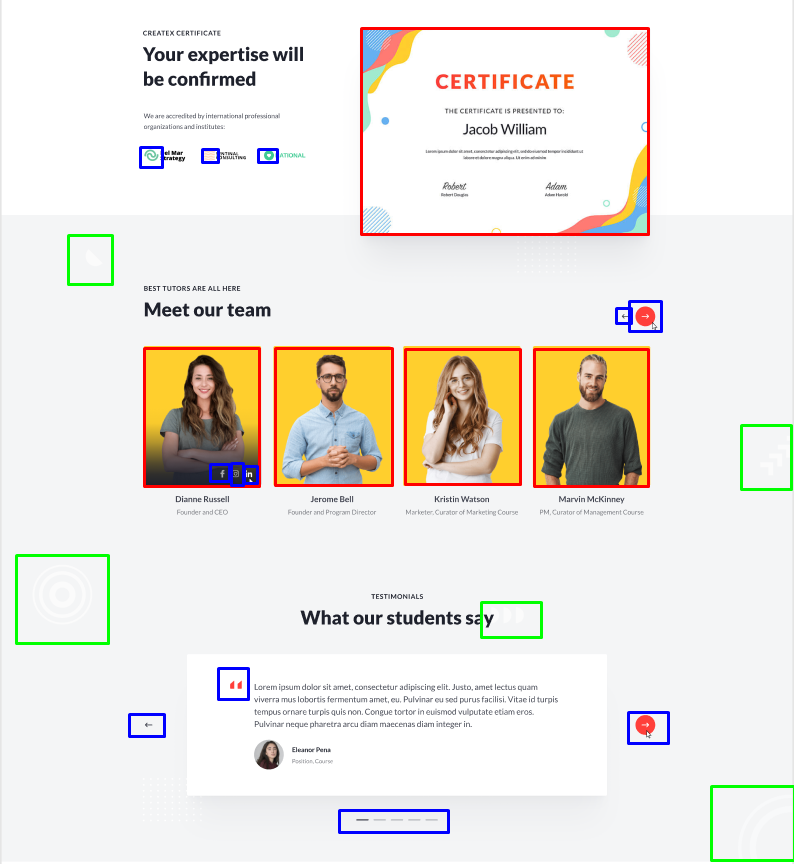 CREATEX CERTIFICATE
Your expertise will
be confirmed
We are accredited by international professional
organizations and institutes:
el Mar
trategy
ONSULTING
ATIONAL
CERTIFICATE
THE CERTIFICATE IS PRESENTED TO:
Jacob William
Lorem ipsum dolor sit amet, consectetur adipiscing elit, sed do eiusmod tempor incididunt ut
labore et dolore magna aliqua. Ut enim ad minim
Robert
Robert Douglas
Adam
Adam Harold
BEST TUTORS ARE ALL HERE
Meet our team
f
in
Dianne Russell
Founder and CEO
Jerome Bell
Founder and Program Director
Kristin Watson
Marketer, Curator of Marketing Course
Marvin McKinney
PM, Curator of Management Course
TESTIMONIALS
What our students say
Lorem ipsum dolor sit amet, consectetur adipiscing elit. Justo, amet lectus quam
viverra mus lobortis fermentum amet, eu. Pulvinar eu sed purus facilisi. Vitae id turpis
tempus ornare turpis quis non. Congue tortor in euismod vulputate etiam eros.
Pulvinar neque pharetra arcu diam maecenas diam integer in.
Eleanor Pena
Position, Course